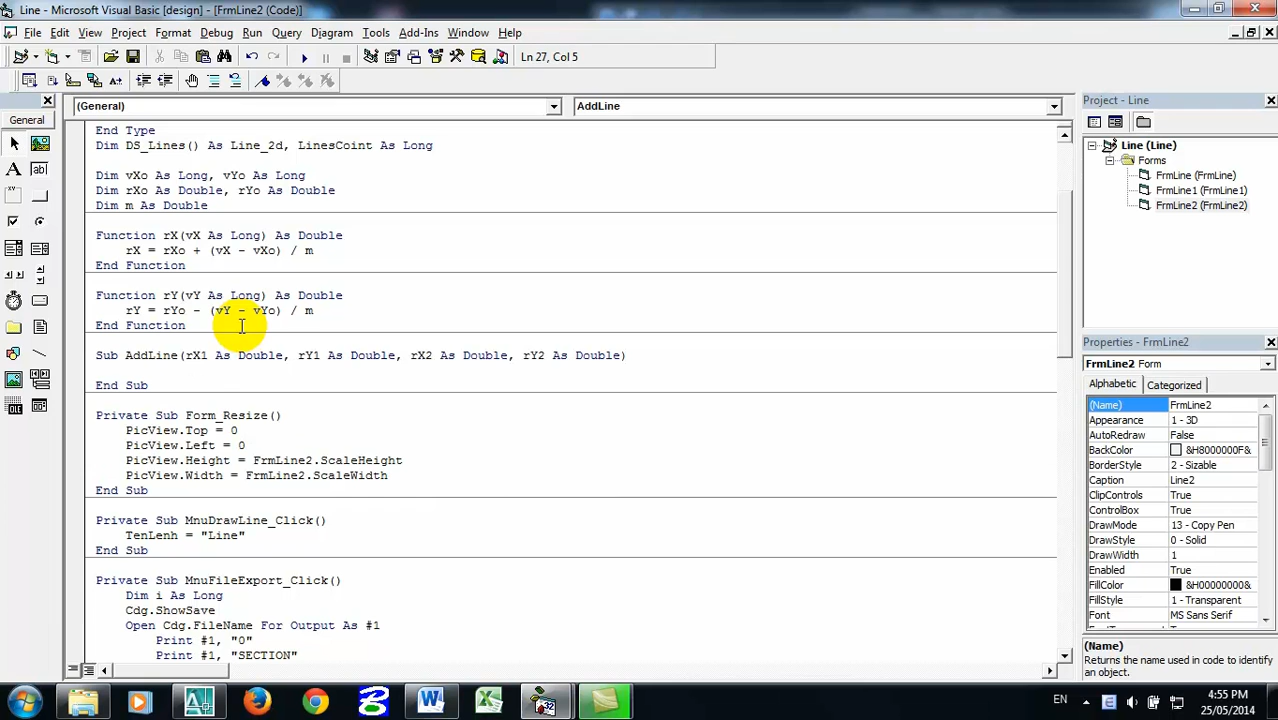 Line - Microsoft Visual Basic [design] - [FrmLine2 (Code)]
File Edit View Project Format Debug Run Query Diagram Tools Add-Ins Window Help
Ln 27, Col 5
General
(General)
AddLine
End Type
Dim DS_Lines() As Line_2d, LinesCoint As Long
Dim vXo As Long, vYo As Long
Dim rXo As Double, rYo As Double
Dim m As Double
Function rX(vX As Long) As Double
rX = rXo + (vX - vXo) / m
End Function
Function rY(vY As Long) As Double
rY = rYo - (vY - vYo) / m
End Function
Sub AddLine(rX1 As Double, rY1 As Double, rX2 As Double, rY2 As Double)
End Sub
Private Sub Form_Resize()
PicView.Top = 0
PicView.Left = 0
PicView.Height = FrmLine2.ScaleHeight
PicView.Width = FrmLine2.ScaleWidth
End Sub
Private Sub MnuDrawLine_Click()
TenLenh = "Line"
End Sub
Private Sub MnuFileExport_Click()
Dim i As Long
Cdg.ShowSave
Open Cdg.FileName For Output As #1
Print #1, "0"
Print #1, "SECTION"
Project - Line
Line (Line)
Forms
FrmLine (FrmLine)
FrmLine1 (FrmLine1)
FrmLine2 (FrmLine2)
Properties - FrmLine2
FrmLine2 Form
Alphabetic Categorized
(Name) FrmLine2
Appearance 1 - 3D
AutoRedraw False
BackColor &H8000000F&
BorderStyle 2 - Sizable
Caption Line2
ClipControls True
ControlBox True
DrawMode 13 - Copy Pen
DrawStyle 0 - Solid
DrawWidth 1
Enabled True
FillColor &H00000000&
FillStyle 1 - Transparent
Font MS Sans Serif
(Name)
Returns the name used in code to identify
an object.
EN
4:55 PM
25/05/2014